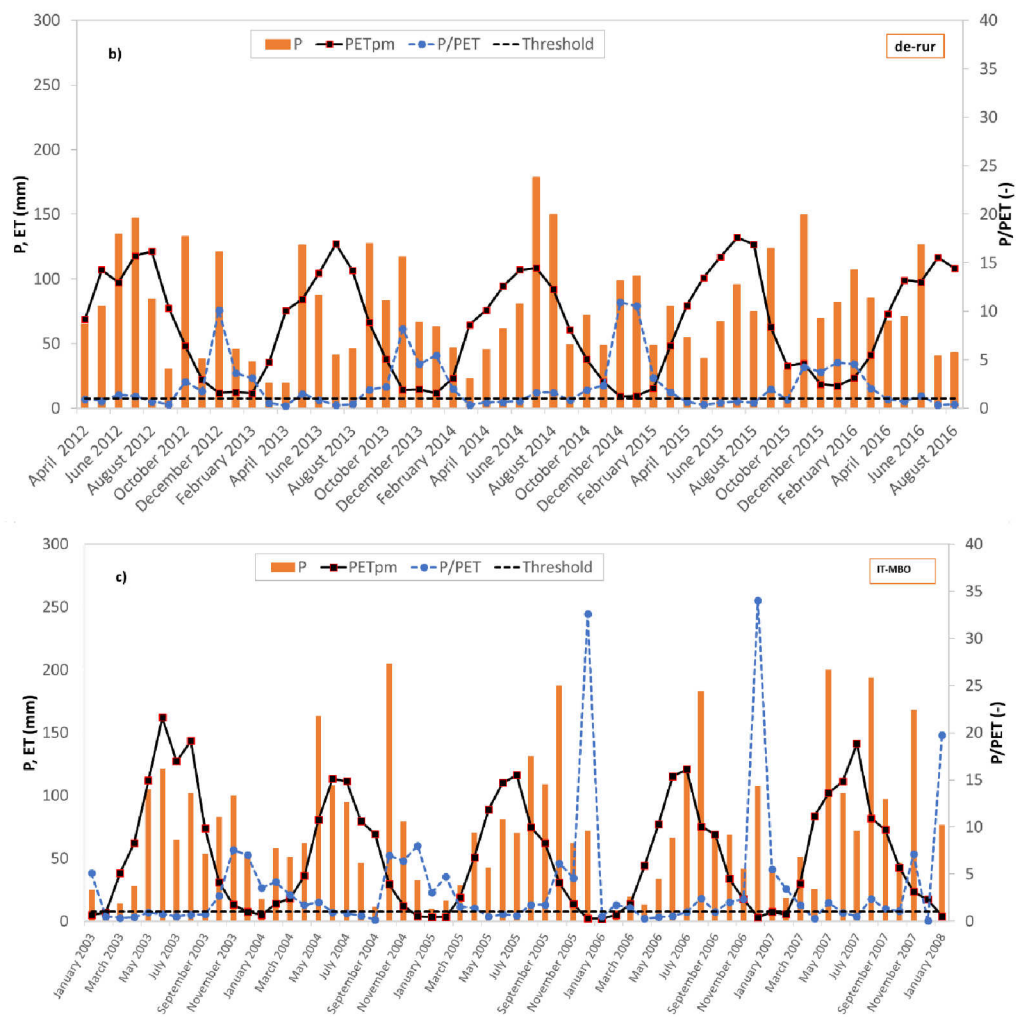 300
40
b)
P
PETpm
P/PET
Threshold
de-rur
250
35
30
200
25
150
20
100
15
10
50
5
0
0
P, ET (mm)
P/PET (-)
April 2012
June 2012
August 2012
October 2012
December 2012
February 2013
April 2013
June 2013
August 2013
October 2013
December 2013
February 2014
April 2014
June 2014
August 2014
October 2014
December 2014
February 2015
April 2015
June 2015
August 2015
October 2015
December 2015
February 2016
April 2016
June 2016
August 2016
300
40
c)
P
PETpm
P/PET
Threshold
IT-MBO
250
35
30
200
25
150
20
100
15
10
50
5
0
0
P, ET (mm)
P/PET (-)
January 2003
March 2003
May 2003
July 2003
September 2003
November 2003
January 2004
March 2004
May 2004
July 2004
September 2004
November 2004
January 2005
March 2005
May 2005
July 2005
September 2005
November 2005
January 2006
March 2006
May 2006
July 2006
September 2006
November 2006
January 2007
March 2007
May 2007
July 2007
September 2007
November 2007
January 2008